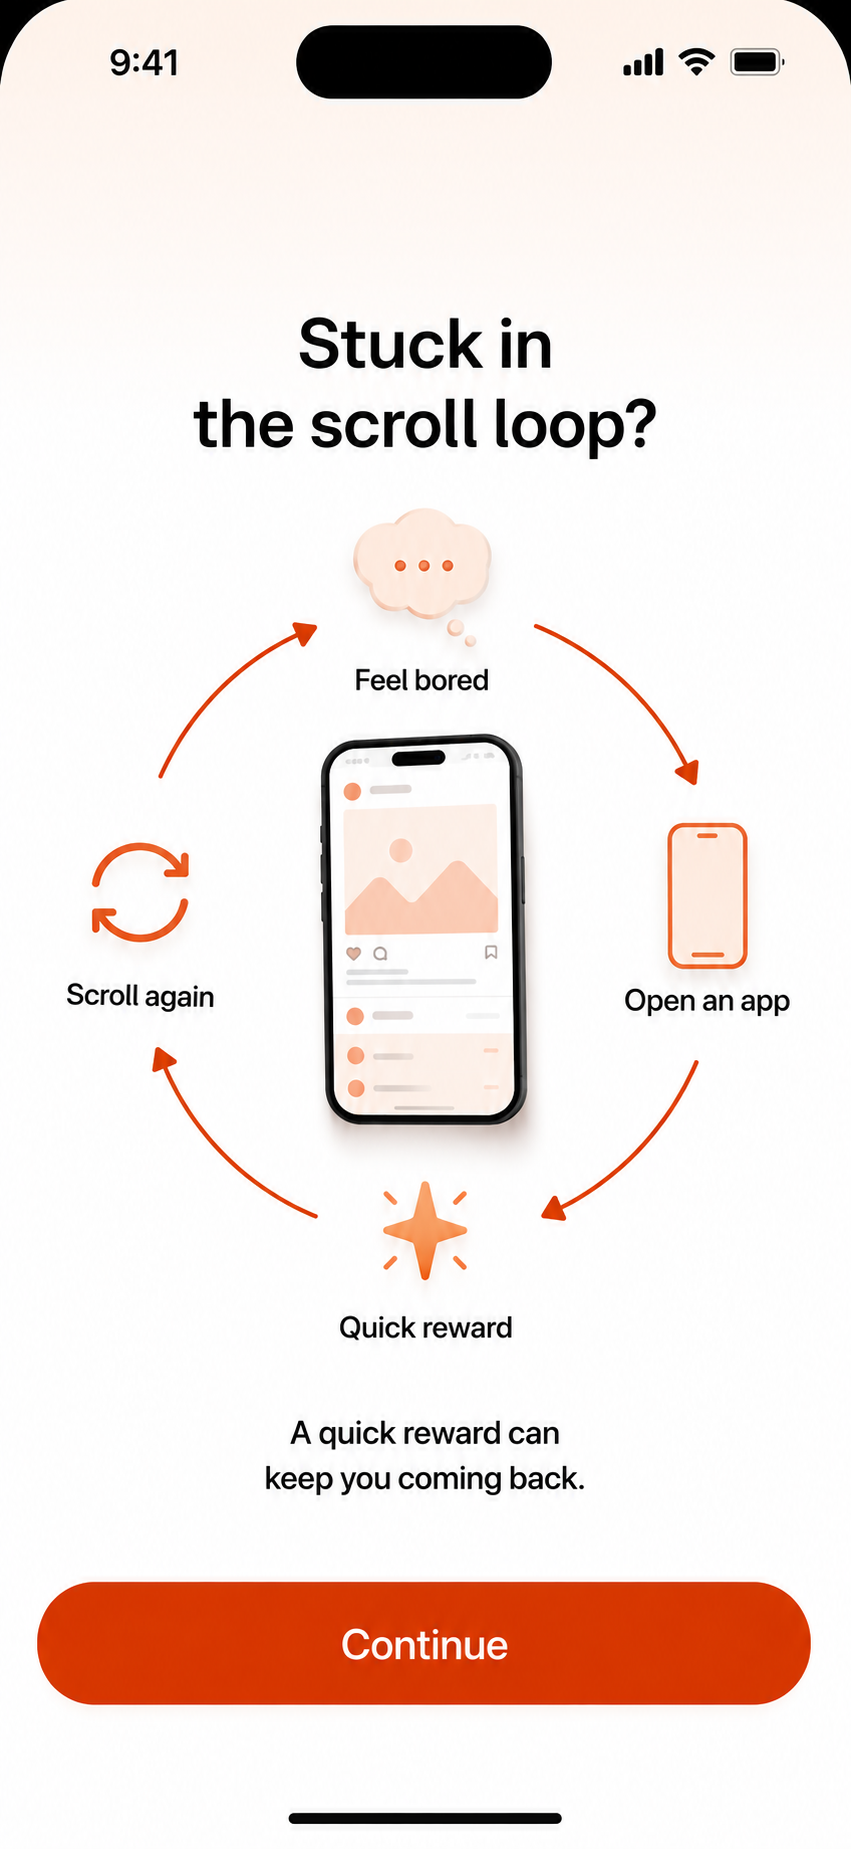 9:41
Stuck in
the scroll loop?
Feel bored
Scroll again
Open an app
Quick reward
A quick reward can
keep you coming back.
Continue